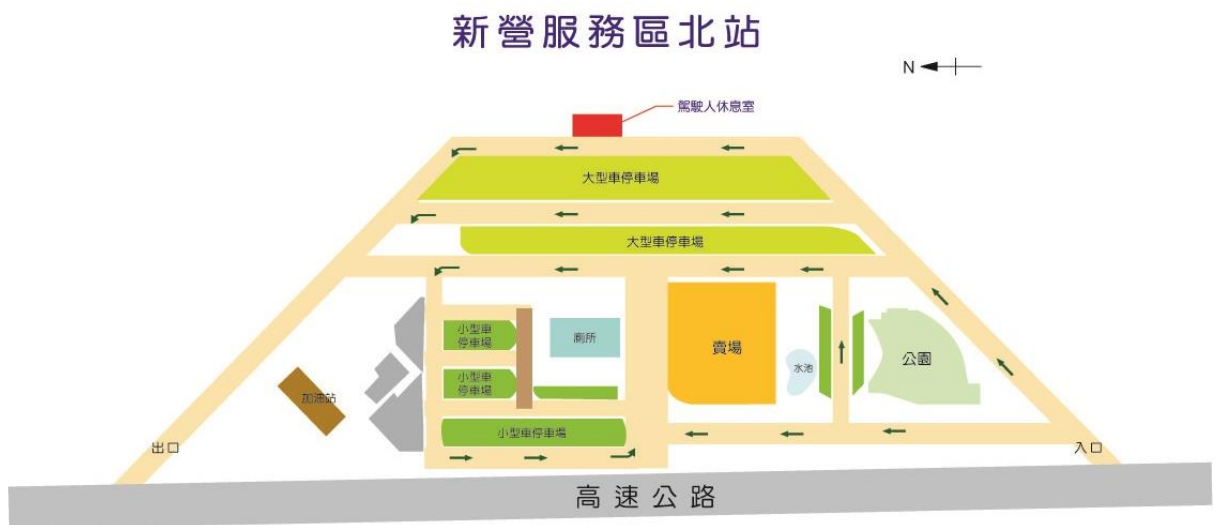 新營服務區北站
N
駕駛人休息室
大型車停車場
大型車停車場
小型車
停車場
廁所
賣場
水池
公園
小型車
停車場
加油站
小型車停車場
出口
入口
高速公路